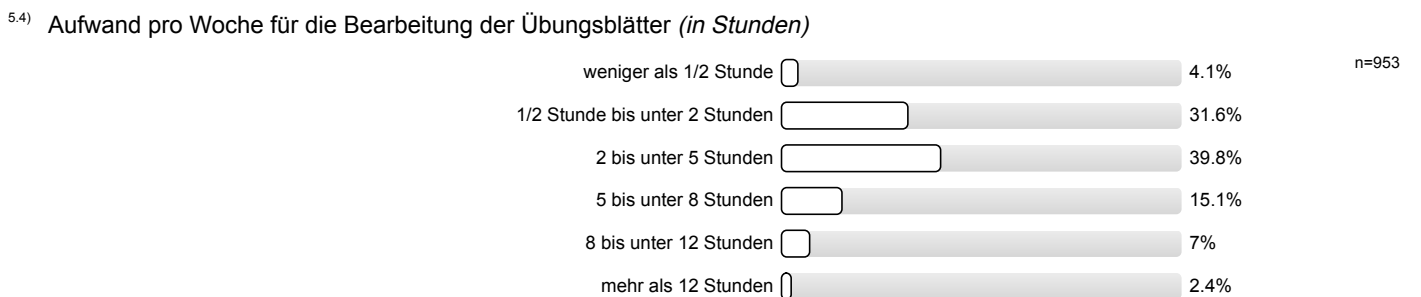 5.4) Aufwand pro Woche für die Bearbeitung der Übungsblätter (in Stunden)
weniger als 1/2 Stunde 4.1% n=953
1/2 Stunde bis unter 2 Stunden 31.6%
2 bis unter 5 Stunden 39.8%
5 bis unter 8 Stunden 15.1%
8 bis unter 12 Stunden 7%
mehr als 12 Stunden 2.4%